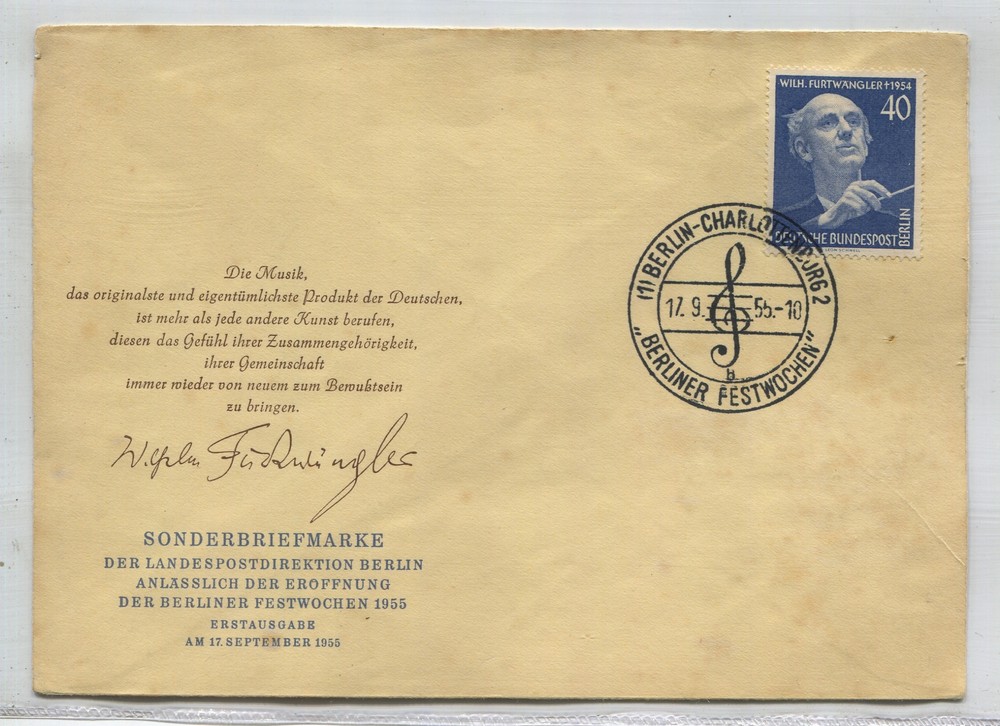 WILH. FURTWÄNGLER † 1954
40
DEUTSCHE BUNDESPOST
BERLIN
(1) BERLIN-CHARLOTTENBURG 2
17. 9. 55.-10
B
„BERLINER FESTWOCHEN"
Die Musik,
das originalste und eigentümlichste Produkt der Deutschen,
ist mehr als jede andere Kunst berufen,
diesen das Gefühl ihrer Zusammengehörigkeit,
ihrer Gemeinschaft
immer wieder von neuem zum Bewußtsein
zu bringen.
Wilhelm Furtwängler
SONDERBRIEFMARKE
DER LANDESPOSTDIREKTION BERLIN
ANLÄSSLICH DER ERÖFFNUNG
DER BERLINER FESTWOCHEN 1955
ERSTAUSGABE
AM 17. SEPTEMBER 1955